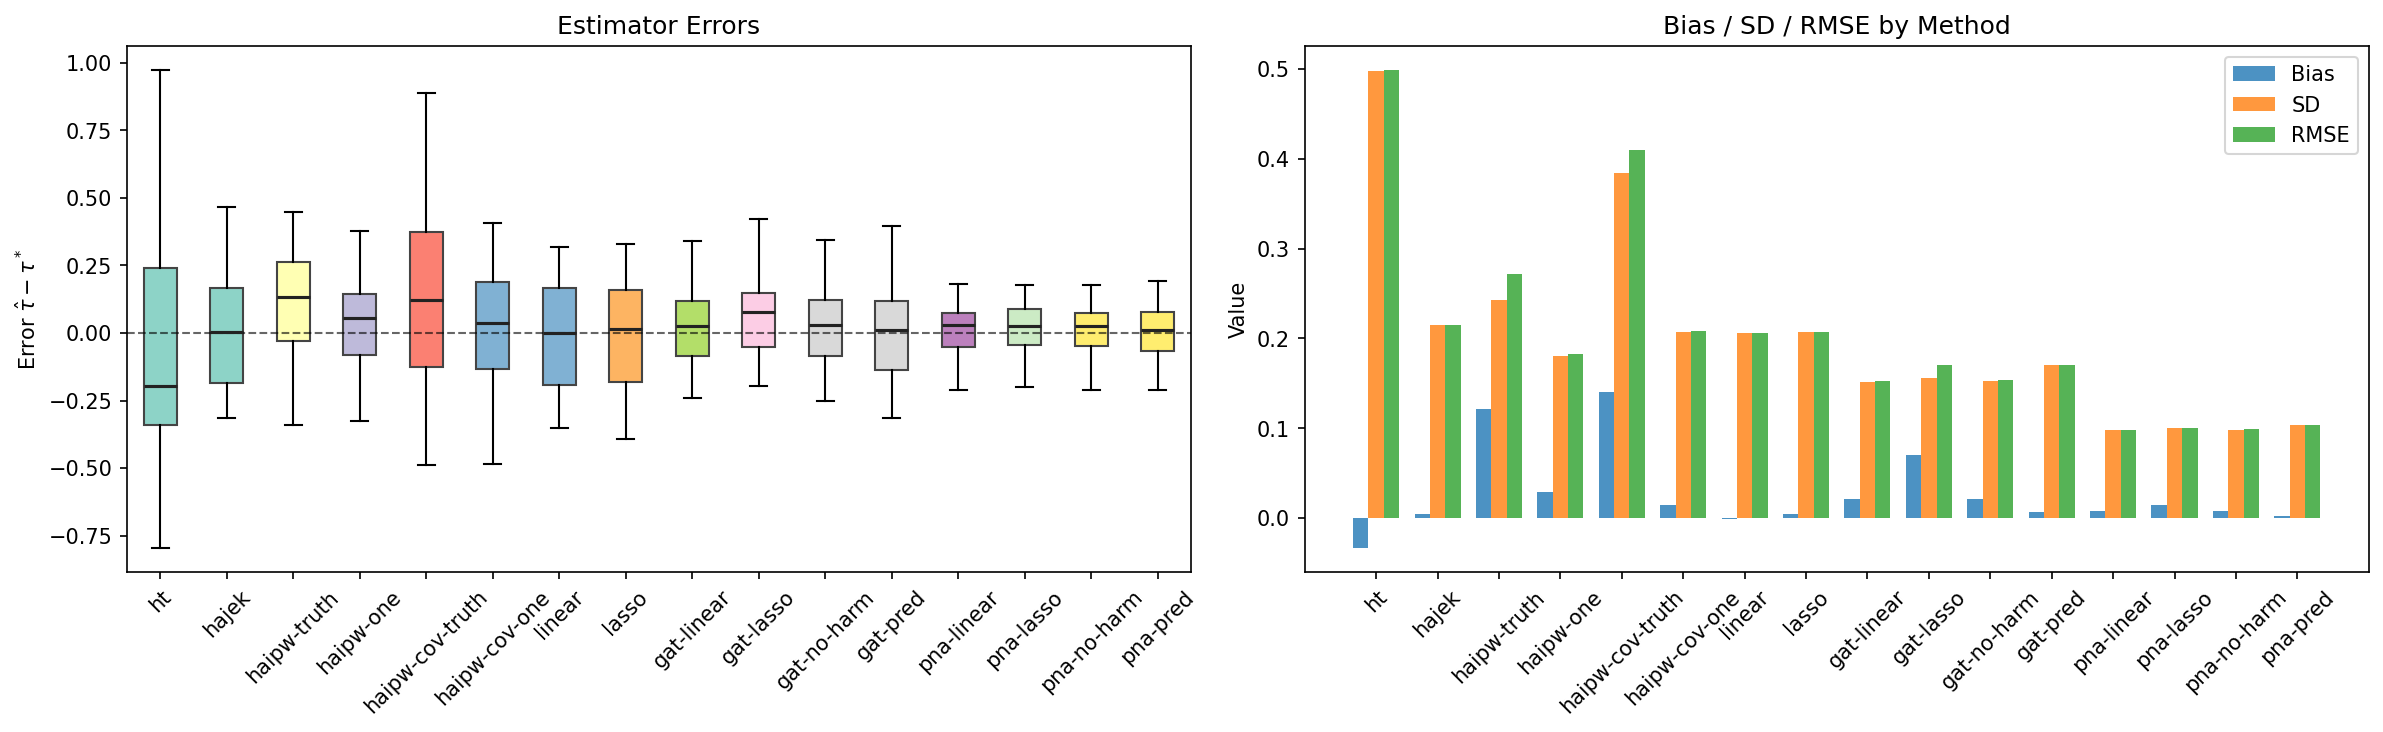 Estimator Errors
Error τ̂ − τ*
1.00
0.75
0.50
0.25
0.00
−0.25
−0.50
−0.75
ht
hajek
haipw-truth
haipw-one
haipw-cov-truth
haipw-cov-one
linear
lasso
gat-linear
gat-lasso
gat-no-harm
gat-pred
pna-linear
pna-lasso
pna-no-harm
pna-pred
Bias / SD / RMSE by Method
Value
0.5
0.4
0.3
0.2
0.1
0.0
Bias
SD
RMSE
ht
hajek
haipw-truth
haipw-one
haipw-cov-truth
haipw-cov-one
linear
lasso
gat-linear
gat-lasso
gat-no-harm
gat-pred
pna-linear
pna-lasso
pna-no-harm
pna-pred